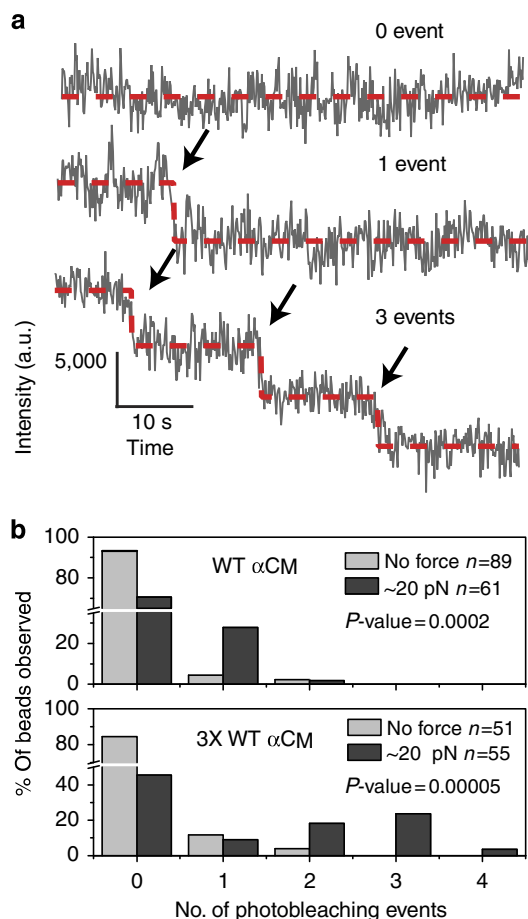 a
0 event
1 event
3 events
Intensity (a.u.)
5,000
10 s
Time
b
% Of beads observed
100
80
20
0
WT αCM
No force n=89
~20 pN n=61
P-value=0.0002
100
80
40
20
0
3X WT αCM
No force n=51
~20 pN n=55
P-value=0.00005
0 1 2 3 4
No. of photobleaching events